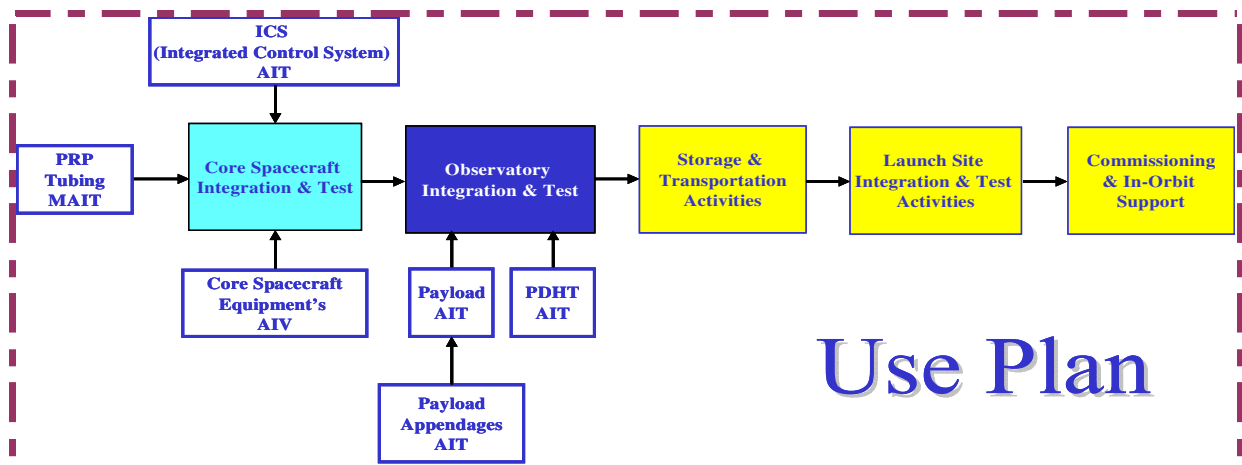 ICS
(Integrated Control System)
AIT
PRP
Tubing
MAIT
Core Spacecraft
Integration & Test
Observatory
Integration & Test
Storage &
Transportation
Activities
Launch Site
Integration & Test
Activities
Commissioning
& In-Orbit
Support
Core Spacecraft
Equipment's
AIV
Payload
AIT
PDHT
AIT
Payload
Appendages
AIT
Use Plan